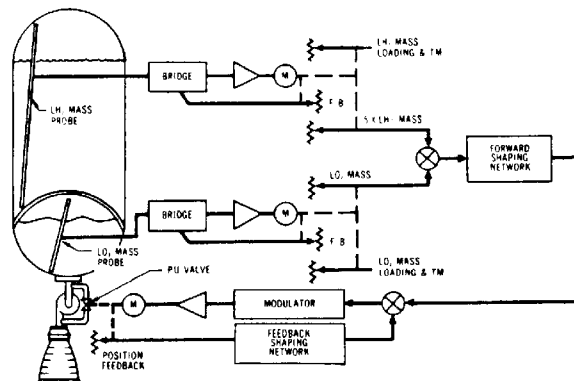 LH₂ MASS
LOADING & TM
BRIDGE
M
F B
LH₂ MASS
PROBE
5 x LH₂ MASS
FORWARD
SHAPING
NETWORK
LO₂ MASS
BRIDGE
M
F B
LO₂ MASS
PROBE
LO₂ MASS
LOADING & TM
PU VALVE
M
MODULATOR
FEEDBACK
SHAPING
NETWORK
POSITION
FEEDBACK